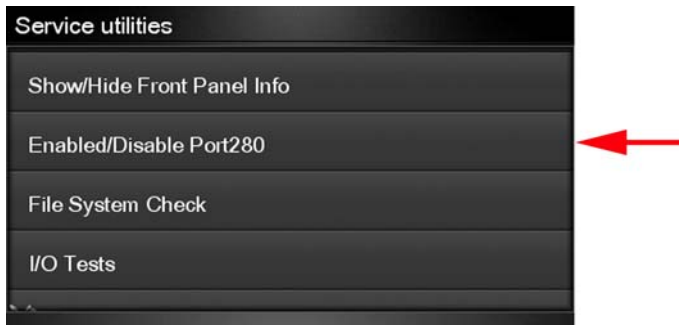 Service utilities
Show/Hide Front Panel Info
Enabled/Disable Port280
File System Check
I/O Tests